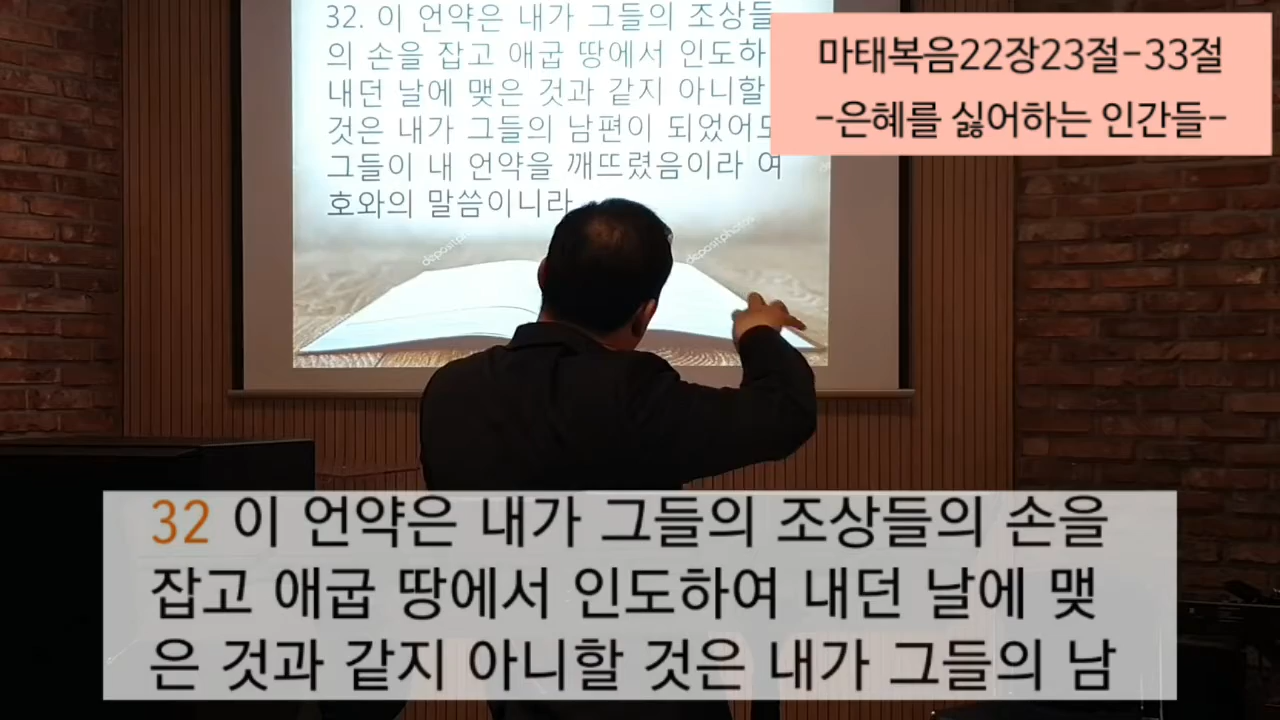 32. 이 언약은 내가 그들의 조상들
의 손을 잡고 애굽 땅에서 인도하
내던 날에 맺은 것과 같지 아니할
것은 내가 그들의 남편이 되었어도
그들이 내 언약을 깨뜨렸음이라 여
호와의 말씀이니라
depositphotos
마태복음22장23절-33절
-은혜를 싫어하는 인간들-
32 이 언약은 내가 그들의 조상들의 손을
잡고 애굽 땅에서 인도하여 내던 날에 맺
은 것과 같지 아니할 것은 내가 그들의 남